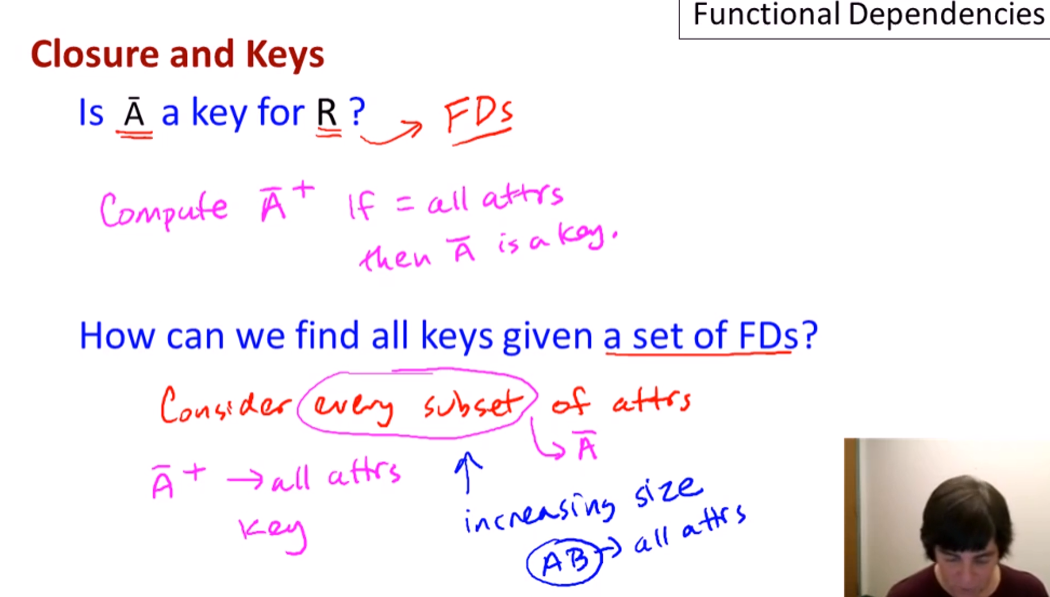 Functional Dependencies
Closure and Keys
Is Ā a key for R ? → FDs
Compute Ā⁺ If = all attrs
then Ā is a key.
How can we find all keys given a set of FDs?
Consider every subset of attrs
Ā
Ā⁺ → all attrs
key
increasing size
AB → all attrs